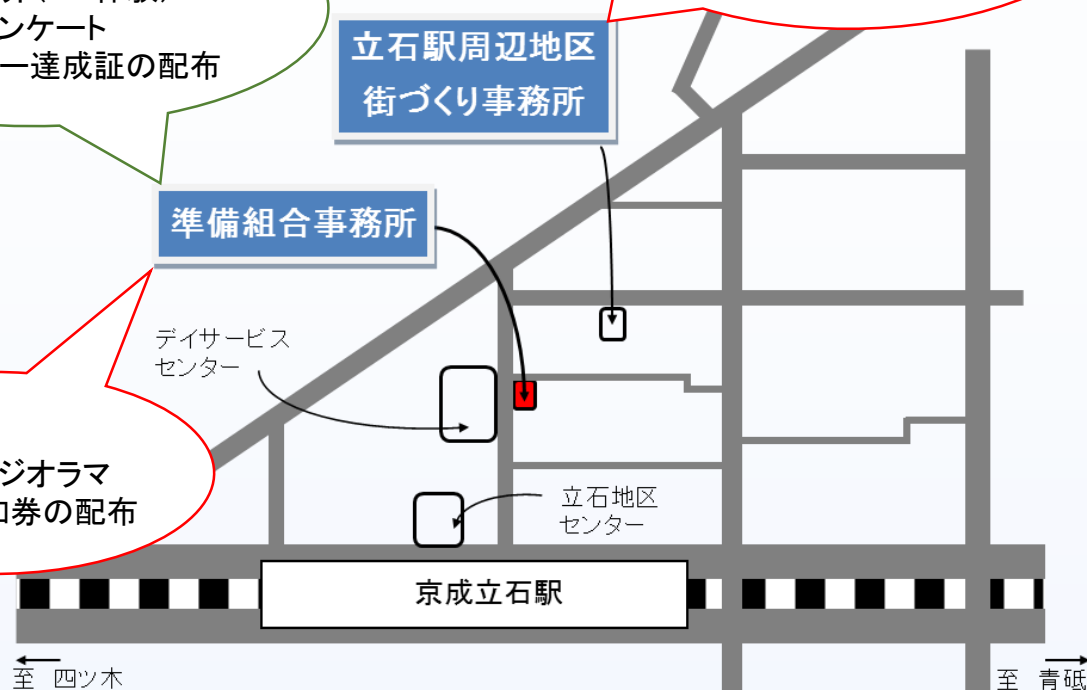 ンケート
ー達成証の配布
立石駅周辺地区
街づくり事務所
準備組合事務所
デイサービス
センター
ジオラマ
券の配布
立石地区
センター
京成立石駅
至 四ツ木
至 青砥